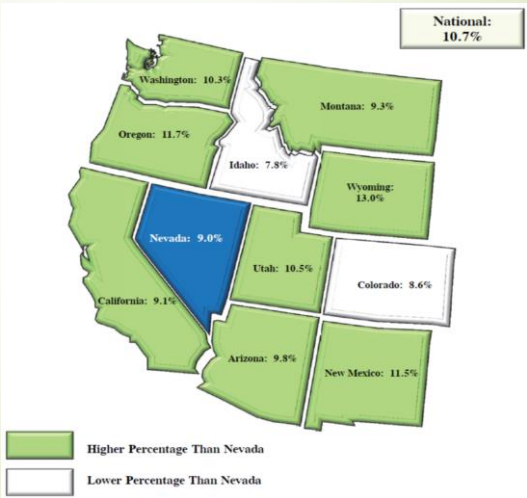 National:
10.7%
Washington: 10.3%
Montana: 9.3%
Oregon: 11.7%
Idaho: 7.8%
Wyoming:
13.0%
Nevada: 9.0%
Utah: 10.5%
Colorado: 8.6%
California: 9.1%
Arizona: 9.8%
New Mexico: 11.5%
Higher Percentage Than Nevada
Lower Percentage Than Nevada